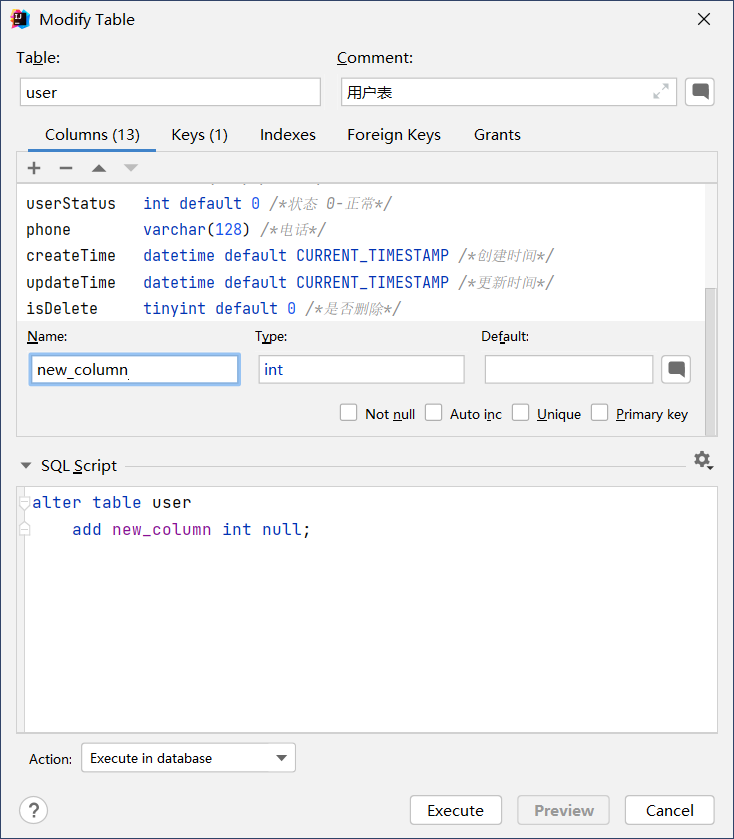 Modify Table
Table: Comment:
user 用户表
Columns (13) Keys (1) Indexes Foreign Keys Grants
userStatus int default 0 /*状态 0-正常*/
phone varchar(128) /*电话*/
createTime datetime default CURRENT_TIMESTAMP /*创建时间*/
updateTime datetime default CURRENT_TIMESTAMP /*更新时间*/
isDelete tinyint default 0 /*是否删除*/
Name: Type: Default:
new_column int
Not null Auto inc Unique Primary key
SQL Script
alter table user
add new_column int null;
Action: Execute in database
? Execute Preview Cancel